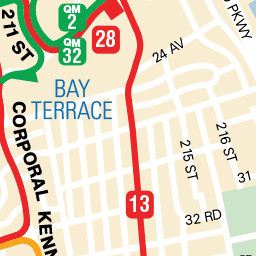 QM
2
QM
32
28
211 ST
24 AV
PKWY
BAY
TERRACE
CORPORAL KENN
215 ST
216 ST
31
13
32 RD